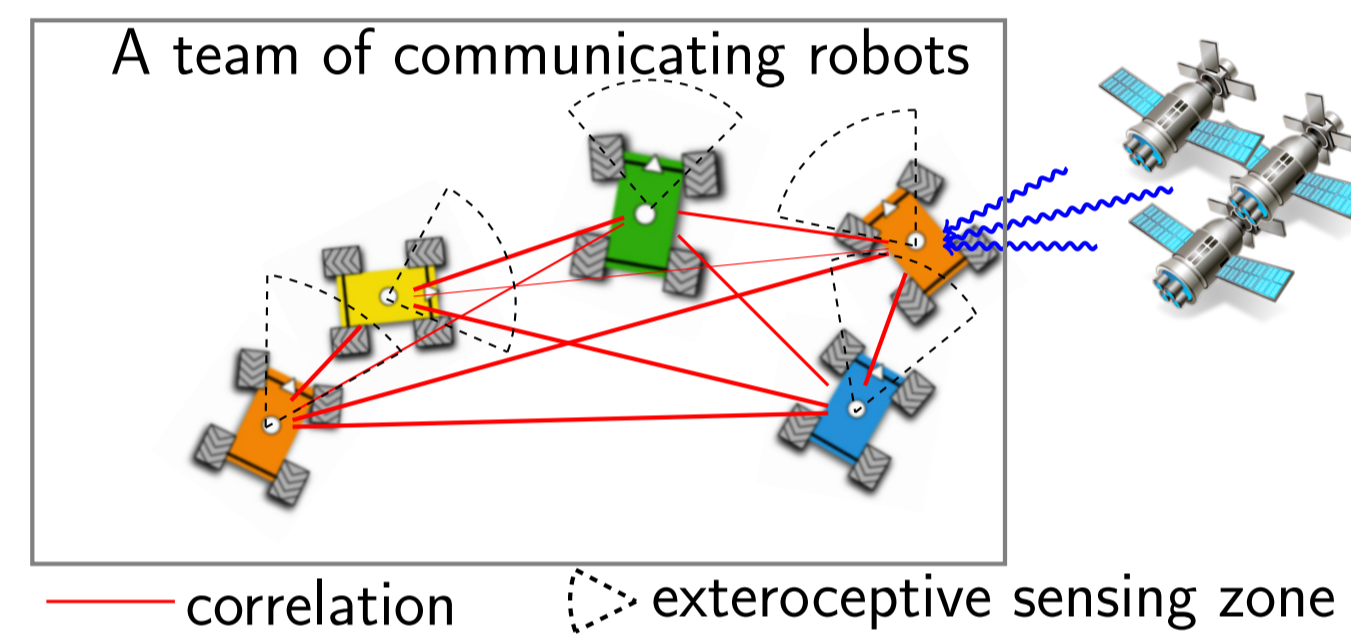 A team of communicating robots
correlation
exteroceptive sensing zone